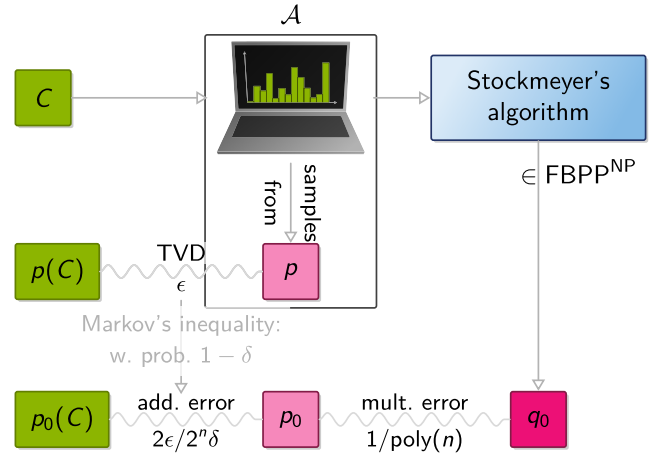 𝒜
C
Stockmeyer's
algorithm
∈ FBPP^NP
samples
from
TVD
p(C)
ϵ
p
Markov's inequality:
w. prob. 1 − δ
add. error
mult. error
p₀(C)
p₀
q₀
2ϵ/2ⁿδ
1/poly(n)